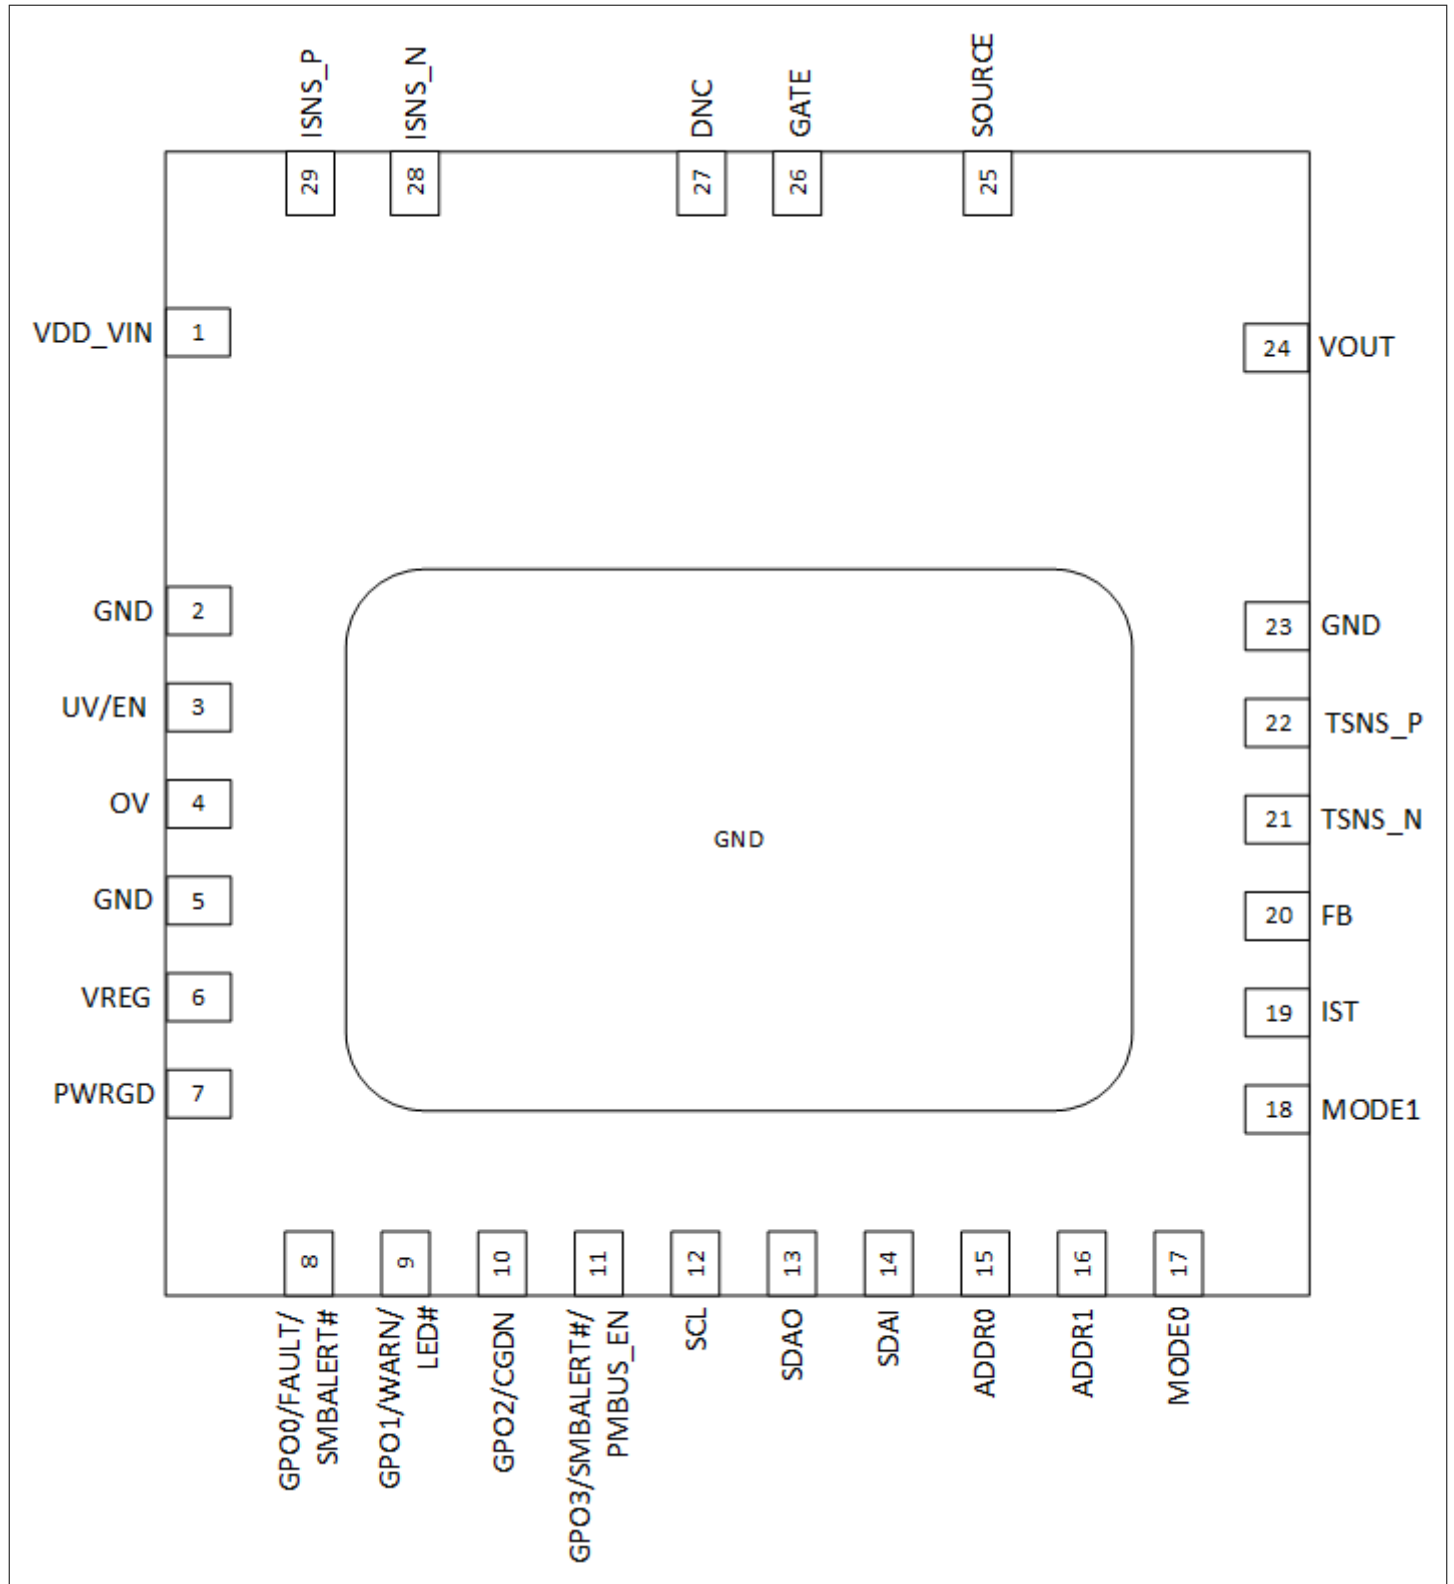 ISNS_P
ISNS_N
DNC
GATE
SOURCE
29
28
27
26
25
VDD_VIN
1
24
VOUT
GND
2
23
GND
UV/EN
3
22
TSNS_P
OV
4
21
TSNS_N
GND
GND
5
20
FB
VREG
6
19
IST
PWRGD
7
18
MODE1
8
9
10
11
12
13
14
15
16
17
GPO0/FAULT/
SMBALERT#
GPO1/WARN/
LED#
GPO2/CGDN
GPO3/SMBALERT#/
PMBUS_EN
SCL
SDAO
SDAI
ADDR0
ADDR1
MODE0